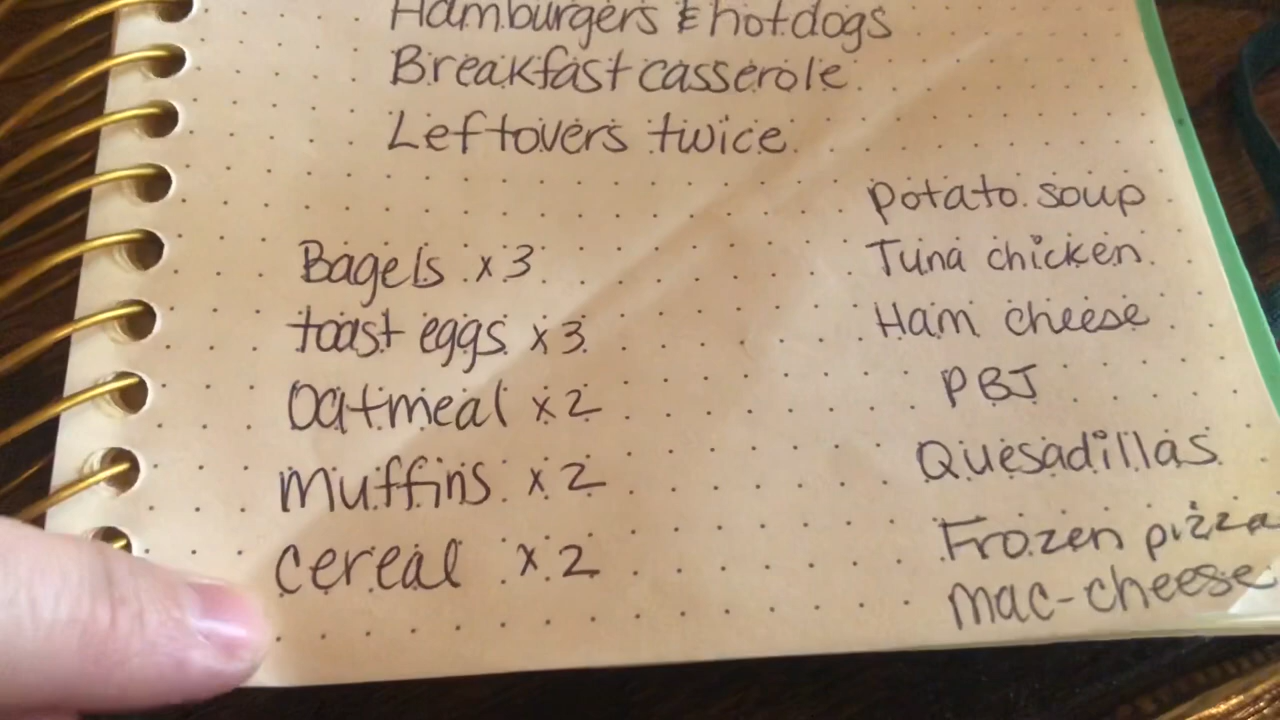 Hamburgers & hotdogs
Breakfast casserole
Leftovers twice
Bagels x3
toast eggs x3
Oatmeal x2
muffins x2
cereal x2
potato soup
Tuna chicken
Ham cheese
PBJ
Quesadillas
Frozen pizza
mac-cheese